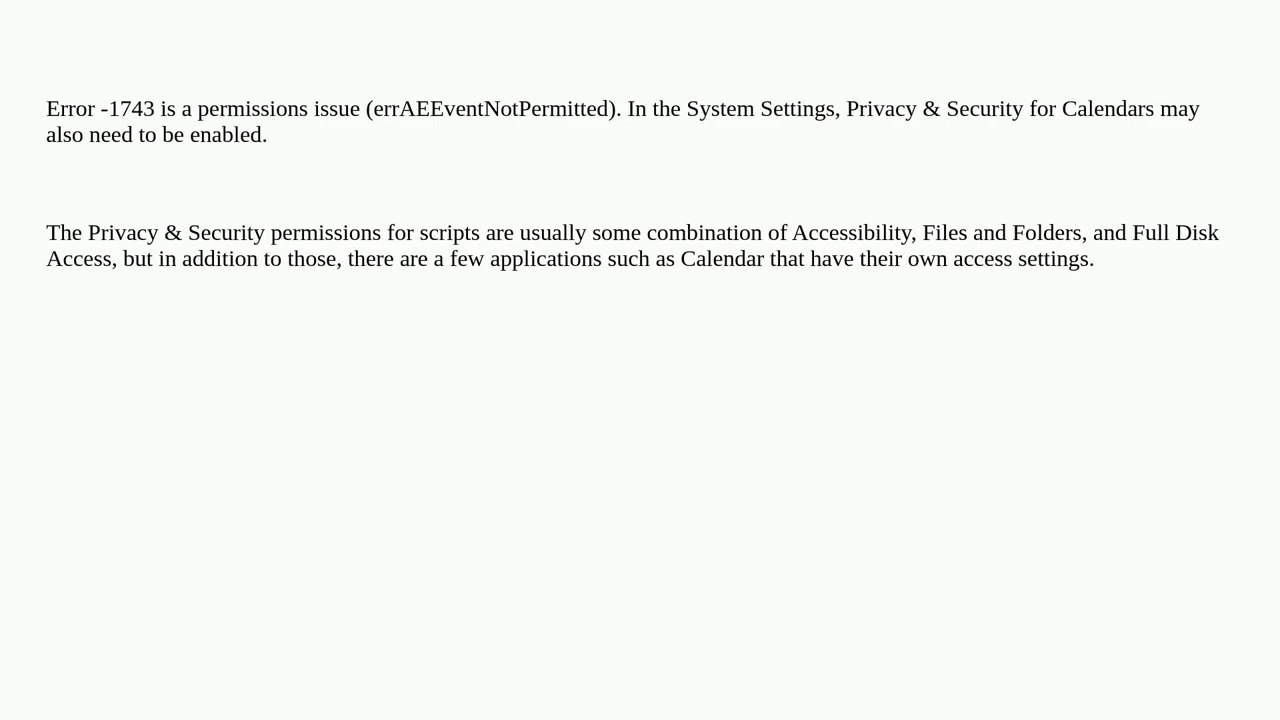 Error -1743 is a permissions issue (errAEEventNotPermitted). In the System Settings, Privacy & Security for Calendars may
also need to be enabled.
The Privacy & Security permissions for scripts are usually some combination of Accessibility, Files and Folders, and Full Disk
Access, but in addition to those, there are a few applications such as Calendar that have their own access settings.